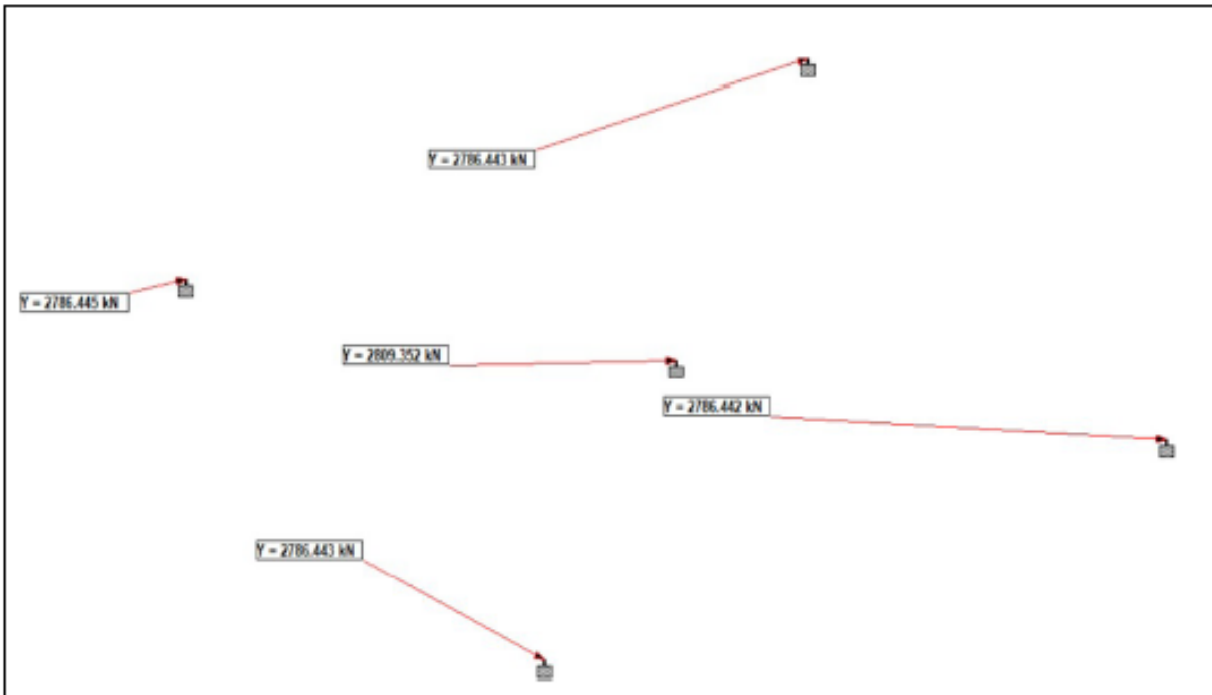 Y = 2786.443 kN
Y = 2786.445 kN
Y = 2809.352 kN
Y = 2786.442 kN
Y = 2786.443 kN